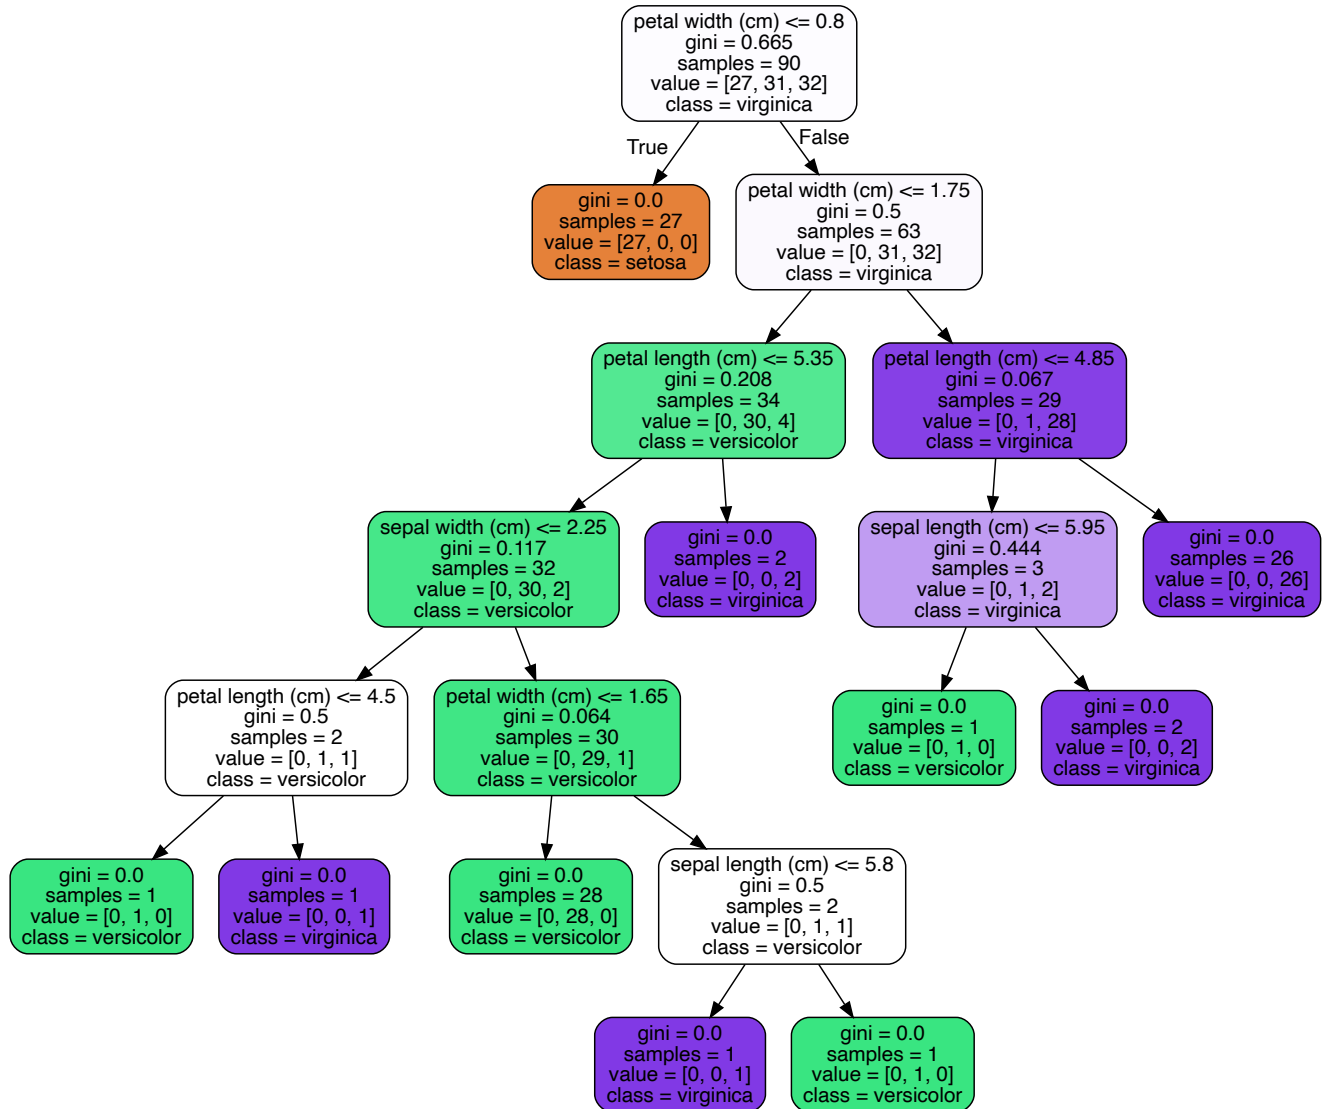 petal width (cm) <= 0.8
gini = 0.665
samples = 90
value = [27, 31, 32]
class = virginica
True
False
gini = 0.0
samples = 27
value = [27, 0, 0]
class = setosa
petal width (cm) <= 1.75
gini = 0.5
samples = 63
value = [0, 31, 32]
class = virginica
petal length (cm) <= 5.35
gini = 0.208
samples = 34
value = [0, 30, 4]
class = versicolor
petal length (cm) <= 4.85
gini = 0.067
samples = 29
value = [0, 1, 28]
class = virginica
sepal width (cm) <= 2.25
gini = 0.117
samples = 32
value = [0, 30, 2]
class = versicolor
gini = 0.0
samples = 2
value = [0, 0, 2]
class = virginica
sepal length (cm) <= 5.95
gini = 0.444
samples = 3
value = [0, 1, 2]
class = virginica
gini = 0.0
samples = 26
value = [0, 0, 26]
class = virginica
petal length (cm) <= 4.5
gini = 0.5
samples = 2
value = [0, 1, 1]
class = versicolor
petal width (cm) <= 1.65
gini = 0.064
samples = 30
value = [0, 29, 1]
class = versicolor
gini = 0.0
samples = 1
value = [0, 1, 0]
class = versicolor
gini = 0.0
samples = 2
value = [0, 0, 2]
class = virginica
gini = 0.0
samples = 1
value = [0, 1, 0]
class = versicolor
gini = 0.0
samples = 1
value = [0, 0, 1]
class = virginica
gini = 0.0
samples = 28
value = [0, 28, 0]
class = versicolor
sepal length (cm) <= 5.8
gini = 0.5
samples = 2
value = [0, 1, 1]
class = versicolor
gini = 0.0
samples = 1
value = [0, 0, 1]
class = virginica
gini = 0.0
samples = 1
value = [0, 1, 0]
class = versicolor